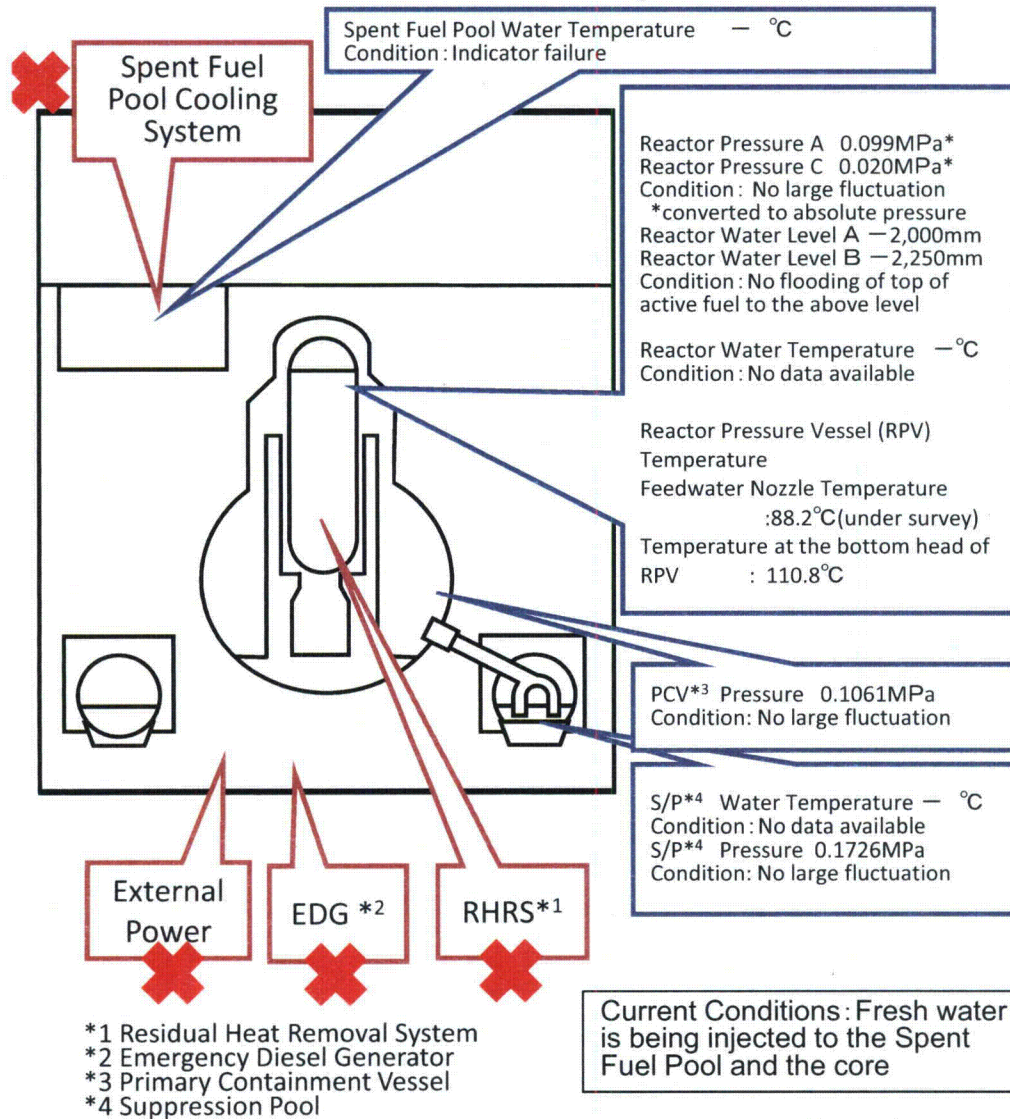 Spent Fuel Pool Water Temperature － ℃
Condition : Indicator failure
Spent Fuel
Pool Cooling
System
Reactor Pressure A 0.099MPa*
Reactor Pressure C 0.020MPa*
Condition : No large fluctuation
*converted to absolute pressure
Reactor Water Level A －2,000mm
Reactor Water Level B －2,250mm
Condition : No flooding of top of
active fuel to the above level
Reactor Water Temperature －℃
Condition : No data available
Reactor Pressure Vessel (RPV)
Temperature
Feedwater Nozzle Temperature
:88.2℃(under survey)
Temperature at the bottom head of
RPV : 110.8℃
PCV*3 Pressure 0.1061MPa
Condition: No large fluctuation
S/P*4 Water Temperature － ℃
Condition : No data available
S/P*4 Pressure 0.1726MPa
Condition: No large fluctuation
External
Power
EDG *2
RHRS*1
*1 Residual Heat Removal System
*2 Emergency Diesel Generator
*3 Primary Containment Vessel
*4 Suppression Pool
Current Conditions : Fresh water
is being injected to the Spent
Fuel Pool and the core